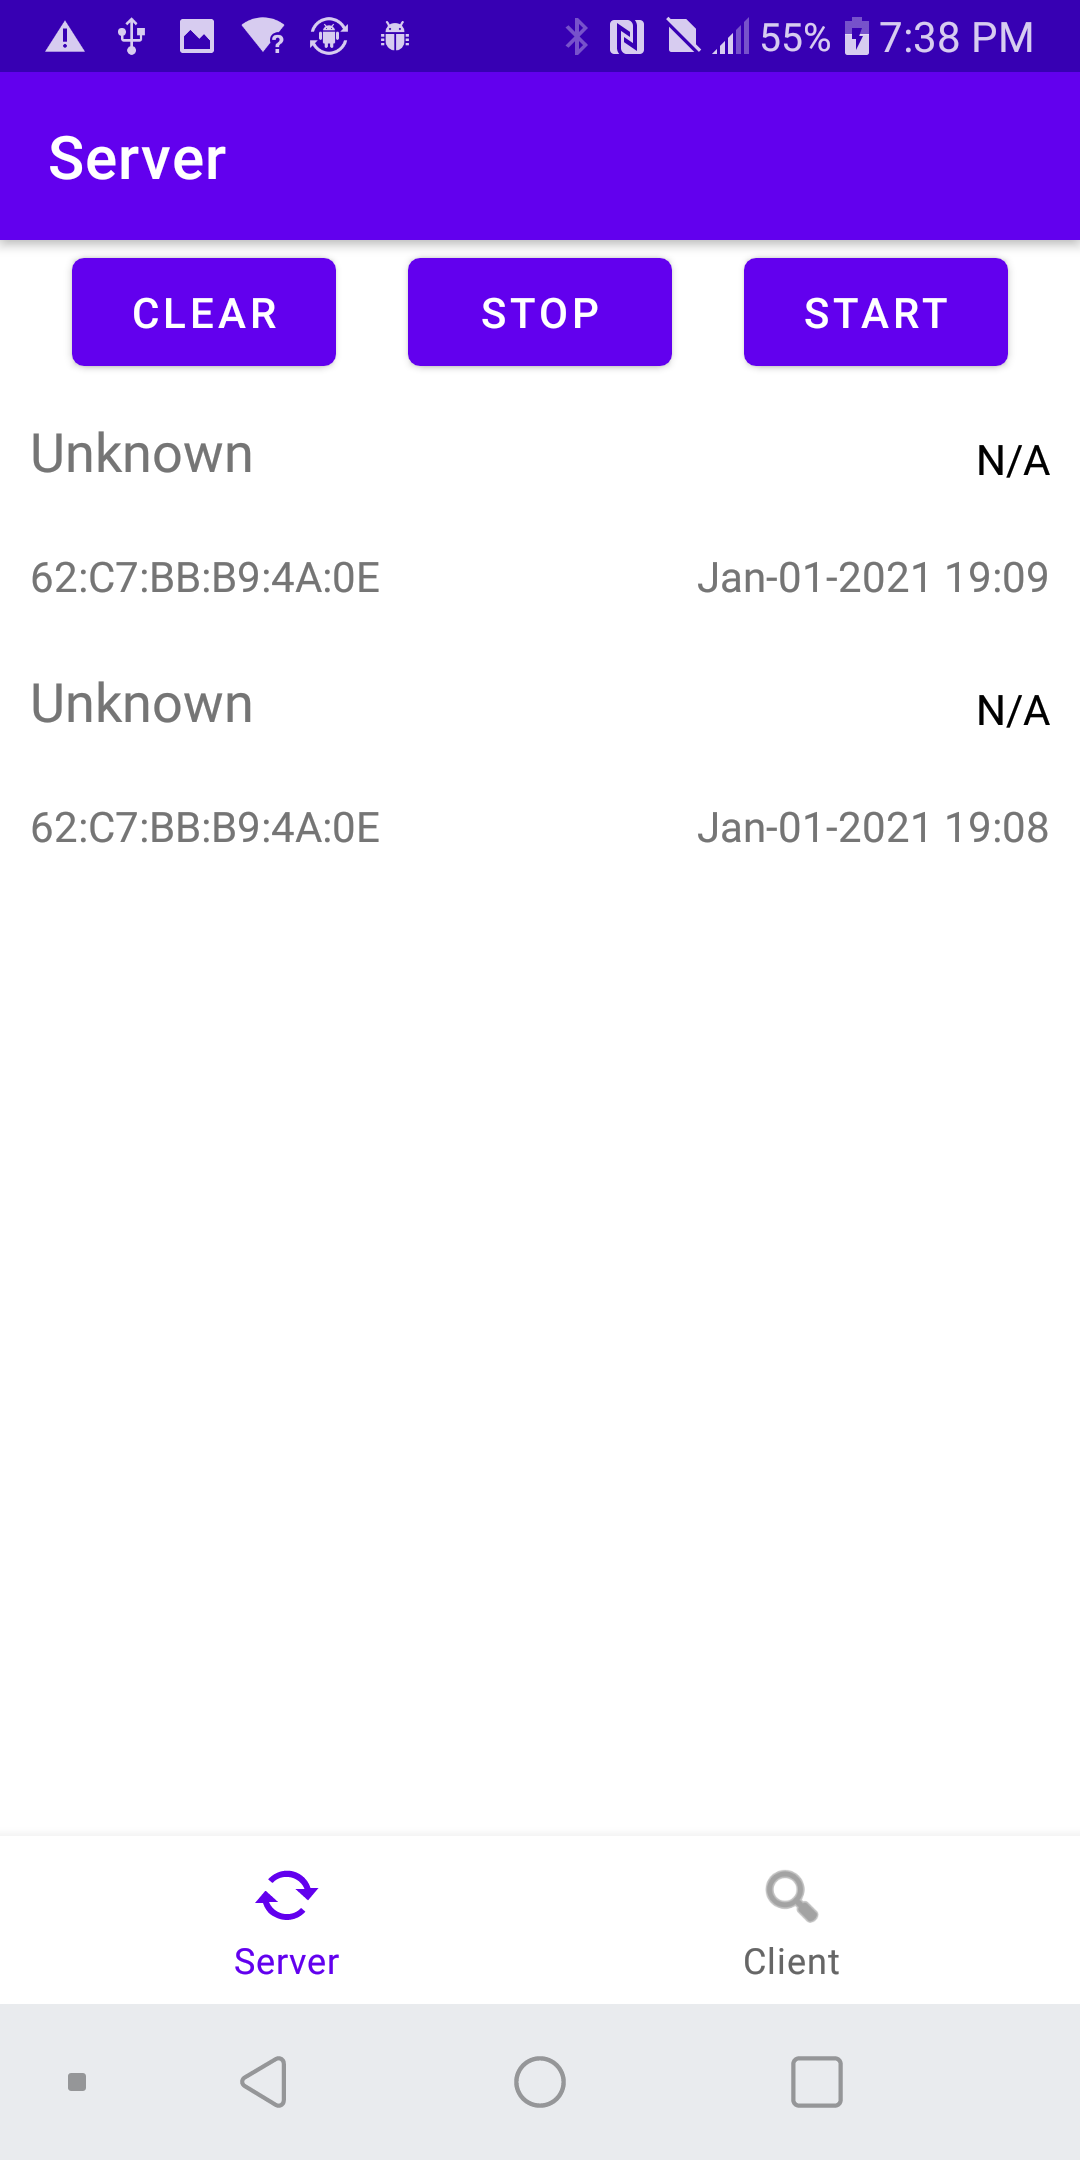 55% 7:38 PM
Server
CLEAR STOP START
Unknown N/A
62:C7:BB:B9:4A:0E Jan-01-2021 19:09
Unknown N/A
62:C7:BB:B9:4A:0E Jan-01-2021 19:08
Server Client